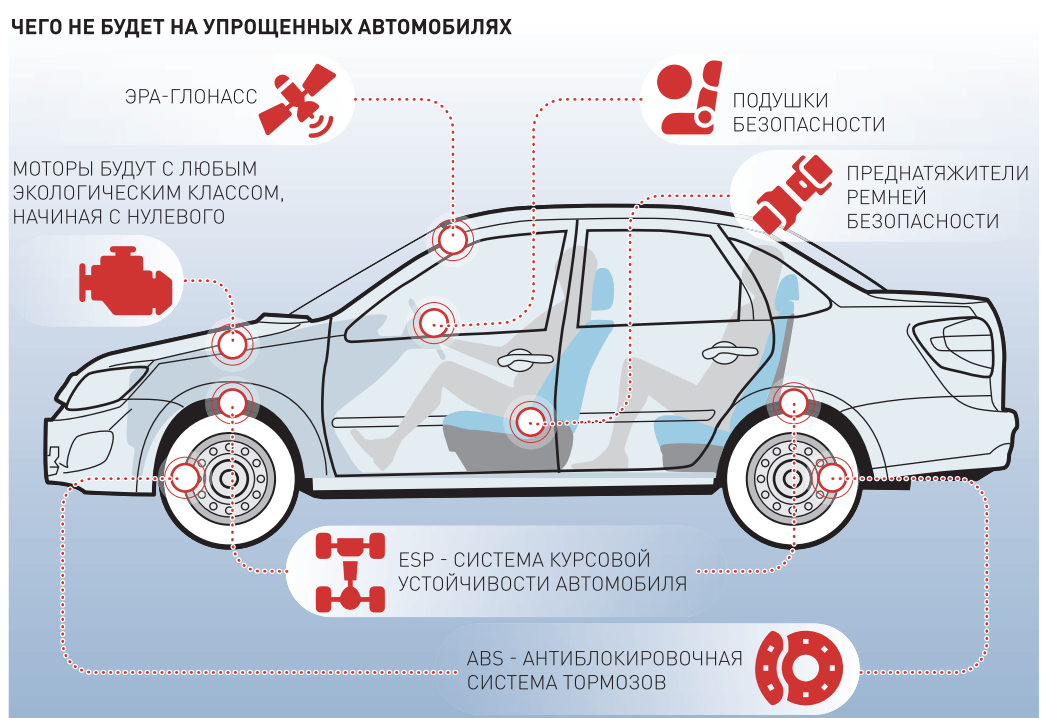 ЧЕГО НЕ БУДЕТ НА УПРОЩЕННЫХ АВТОМОБИЛЯХ
ЭРА-ГЛОНАСС
ПОДУШКИ
БЕЗОПАСНОСТИ
МОТОРЫ БУДУТ С ЛЮБЫМ
ЭКОЛОГИЧЕСКИМ КЛАССОМ,
НАЧИНАЯ С НУЛЕВОГО
ПРЕДНАТЯЖИТЕЛИ
РЕМНЕЙ
БЕЗОПАСНОСТИ
ESP - СИСТЕМА КУРСОВОЙ
УСТОЙЧИВОСТИ АВТОМОБИЛЯ
ABS - АНТИБЛОКИРОВОЧНАЯ
СИСТЕМА ТОРМОЗОВ